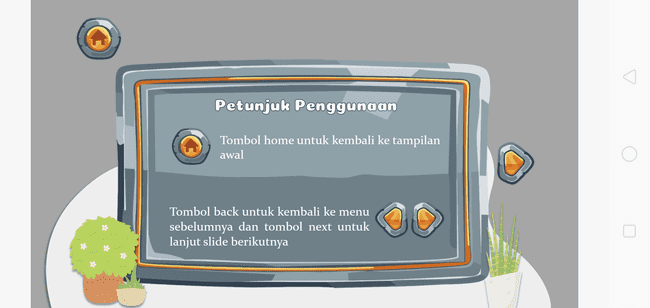 Petunjuk Penggunaan
Tombol home untuk kembali ke tampilan
awal
Tombol back untuk kembali ke menu
sebelumnya dan tombol next untuk
lanjut slide berikutnya